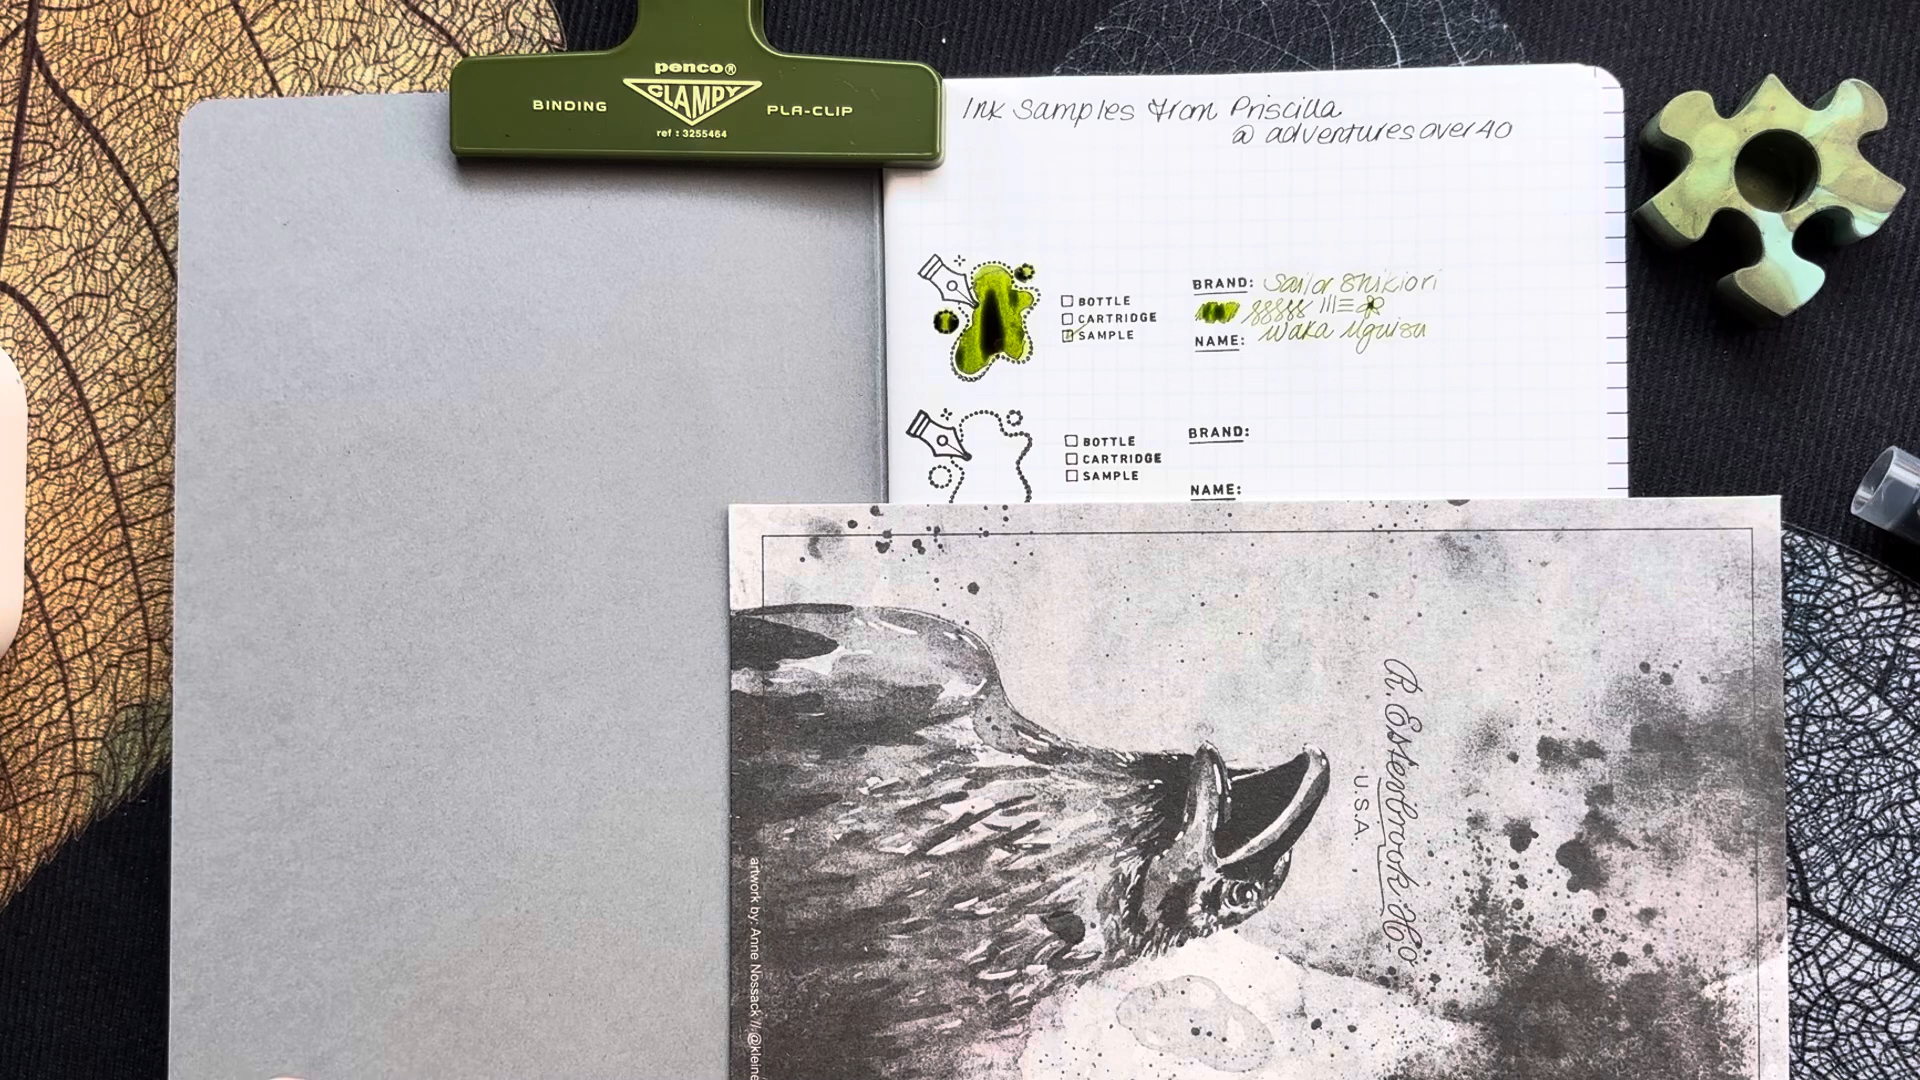 penco®
CLAMPY
BINDING
PLA-CLIP
ref : 3255464
Ink Samples from Priscilla
@ adventuresover40
BOTTLE
CARTRIDGE
SAMPLE
BRAND: Sailor Shikiori
NAME: Waka Uguisu
BOTTLE
CARTRIDGE
SAMPLE
BRAND:
NAME:
R. Esterbrook & Co
· U.S.A. ·
artwork by Anne Nossack // @kleine